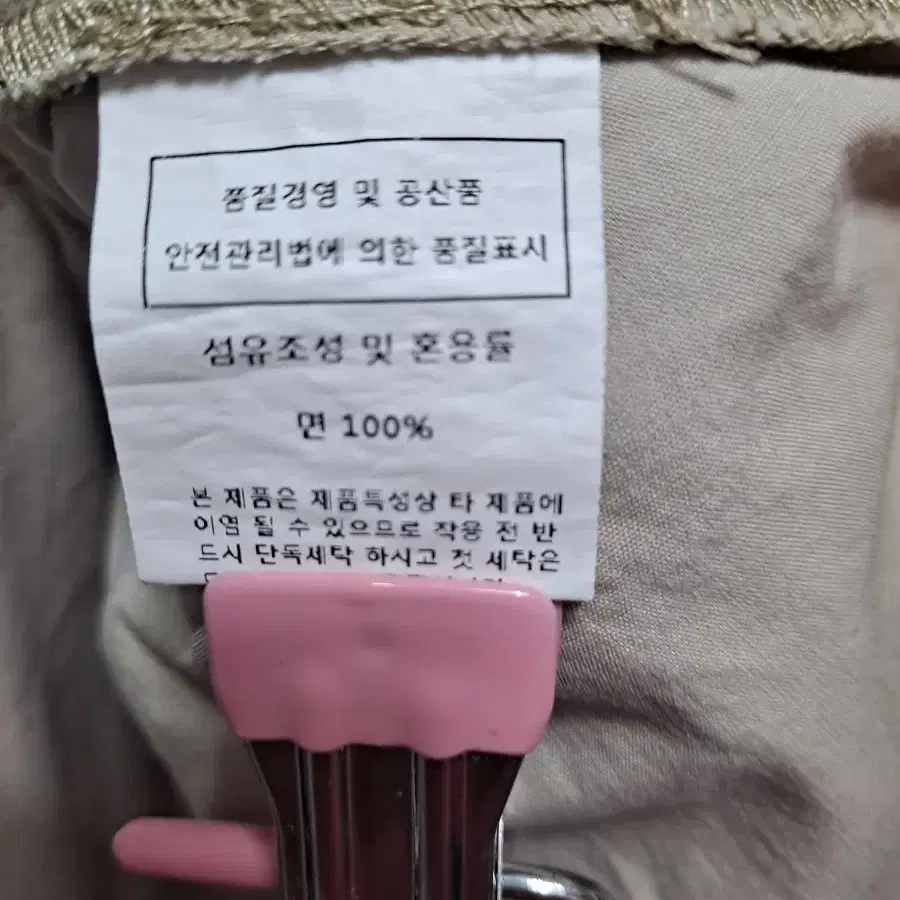 품질경영 및 공산품
안전관리법에 의한 품질표시
섬유조성 및 혼용률
면 100%
본 제품은 제품특성상 타 제품에
이염 될 수 있으므로 착용 전 반
드시 단독세탁 하시고 첫 세탁은